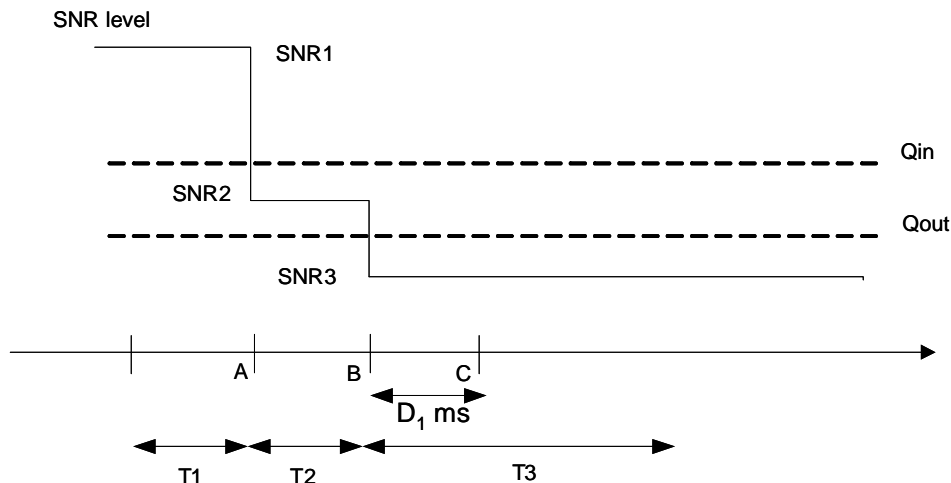 SNR level
SNR1
Qin
SNR2
Qout
SNR3
A
B
C
D₁ ms
T1
T2
T3